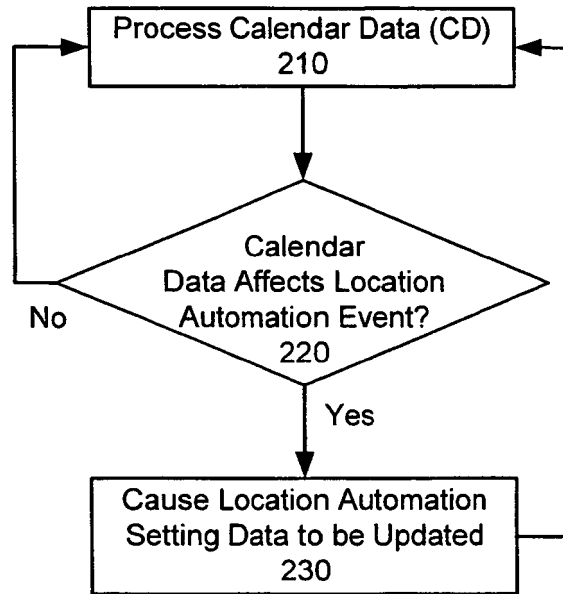 Process Calendar Data (CD)
210
Calendar
Data Affects Location
Automation Event?
220
No
Yes
Cause Location Automation
Setting Data to be Updated
230